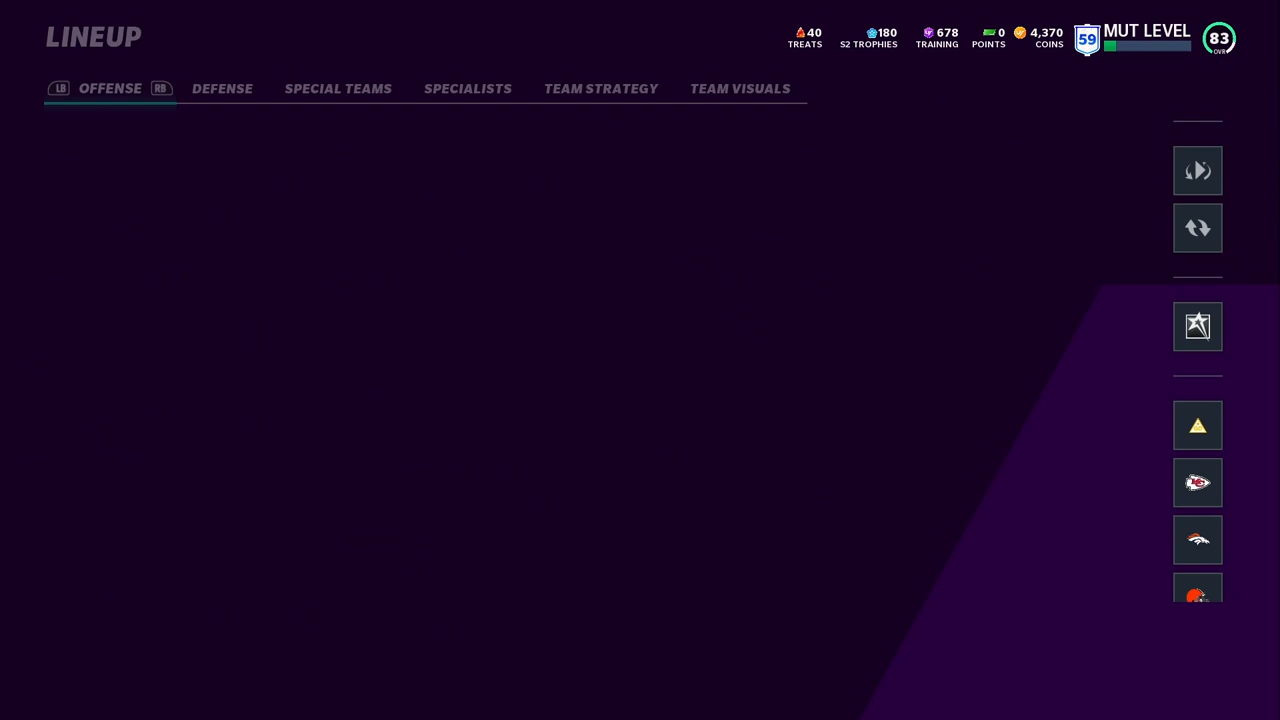 LINEUP
40
TREATS
180
S2 TROPHIES
678
TRAINING
0
POINTS
4,370
COINS
59
MUT LEVEL
83
OVR
LB OFFENSE RB DEFENSE SPECIAL TEAMS SPECIALISTS TEAM STRATEGY TEAM VISUALS